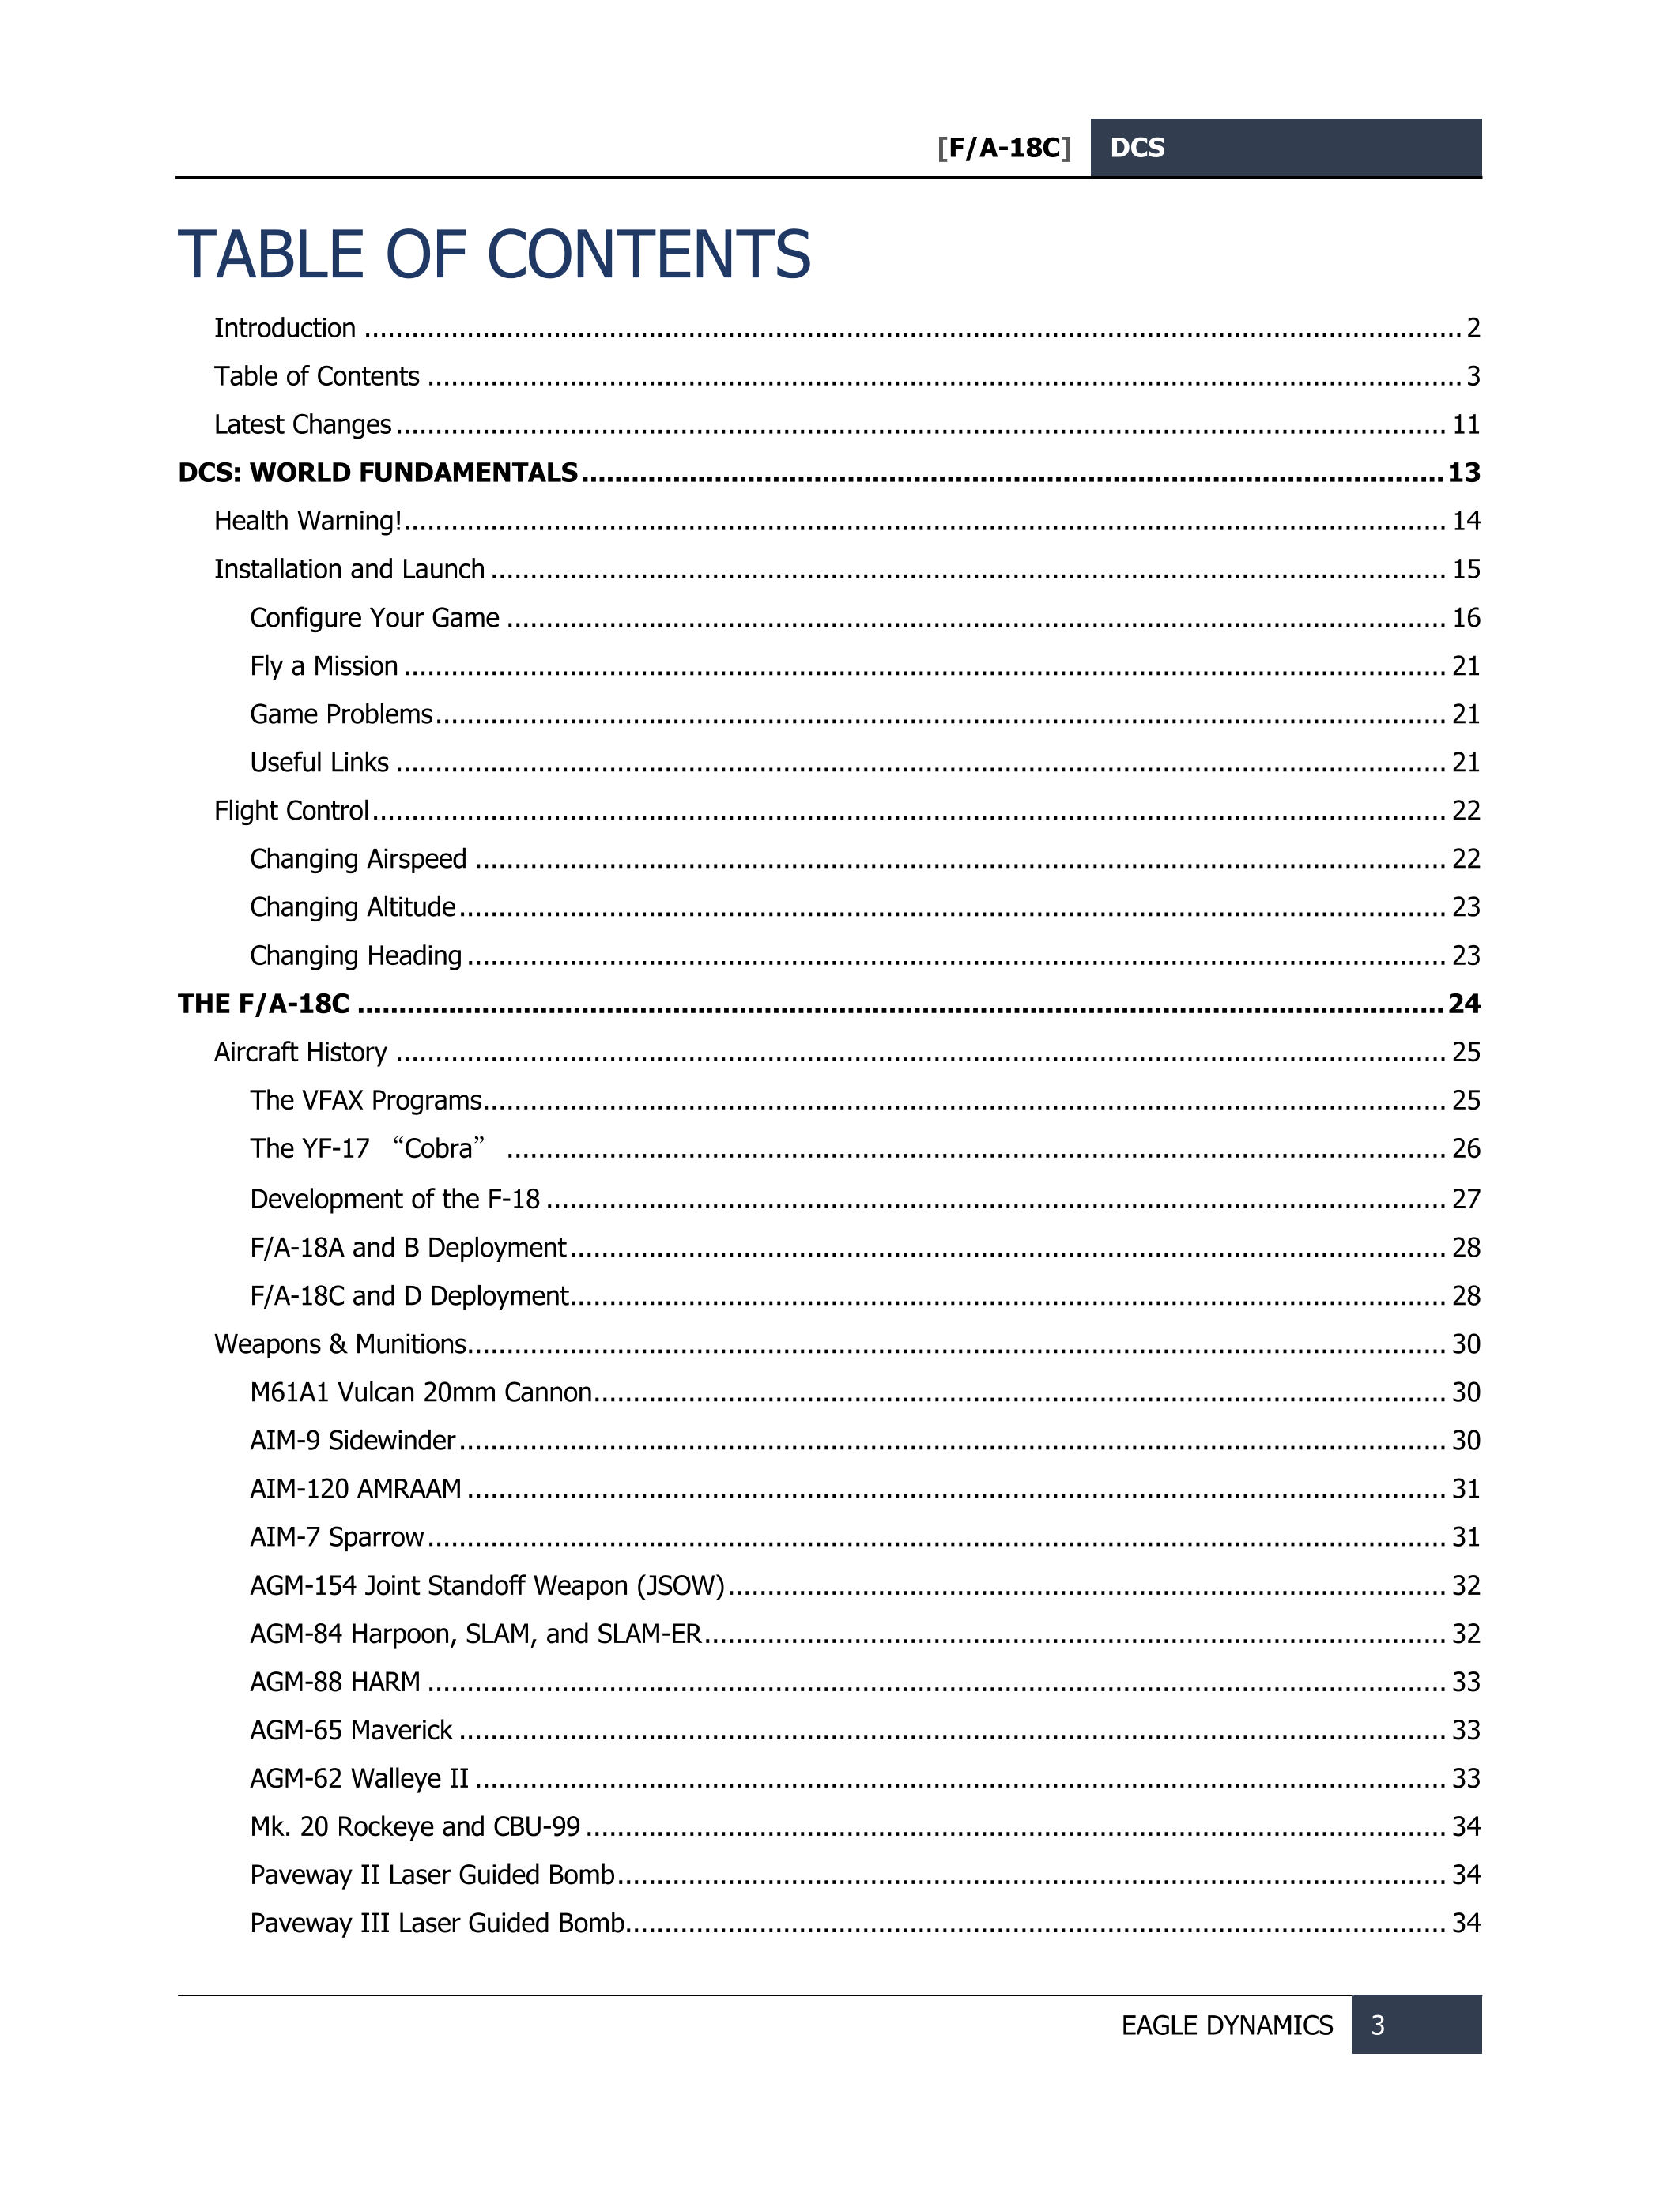 [F/A-18C] DCS
TABLE OF CONTENTS
Introduction 2
Table of Contents 3
Latest Changes 11
DCS: WORLD FUNDAMENTALS 13
Health Warning! 14
Installation and Launch 15
Configure Your Game 16
Fly a Mission 21
Game Problems 21
Useful Links 21
Flight Control 22
Changing Airspeed 22
Changing Altitude 23
Changing Heading 23
THE F/A-18C 24
Aircraft History 25
The VFAX Programs 25
The YF-17 “Cobra” 26
Development of the F-18 27
F/A-18A and B Deployment 28
F/A-18C and D Deployment 28
Weapons & Munitions 30
M61A1 Vulcan 20mm Cannon 30
AIM-9 Sidewinder 30
AIM-120 AMRAAM 31
AIM-7 Sparrow 31
AGM-154 Joint Standoff Weapon (JSOW) 32
AGM-84 Harpoon, SLAM, and SLAM-ER 32
AGM-88 HARM 33
AGM-65 Maverick 33
AGM-62 Walleye II 33
Mk. 20 Rockeye and CBU-99 34
Paveway II Laser Guided Bomb 34
Paveway III Laser Guided Bomb 34
EAGLE DYNAMICS 3